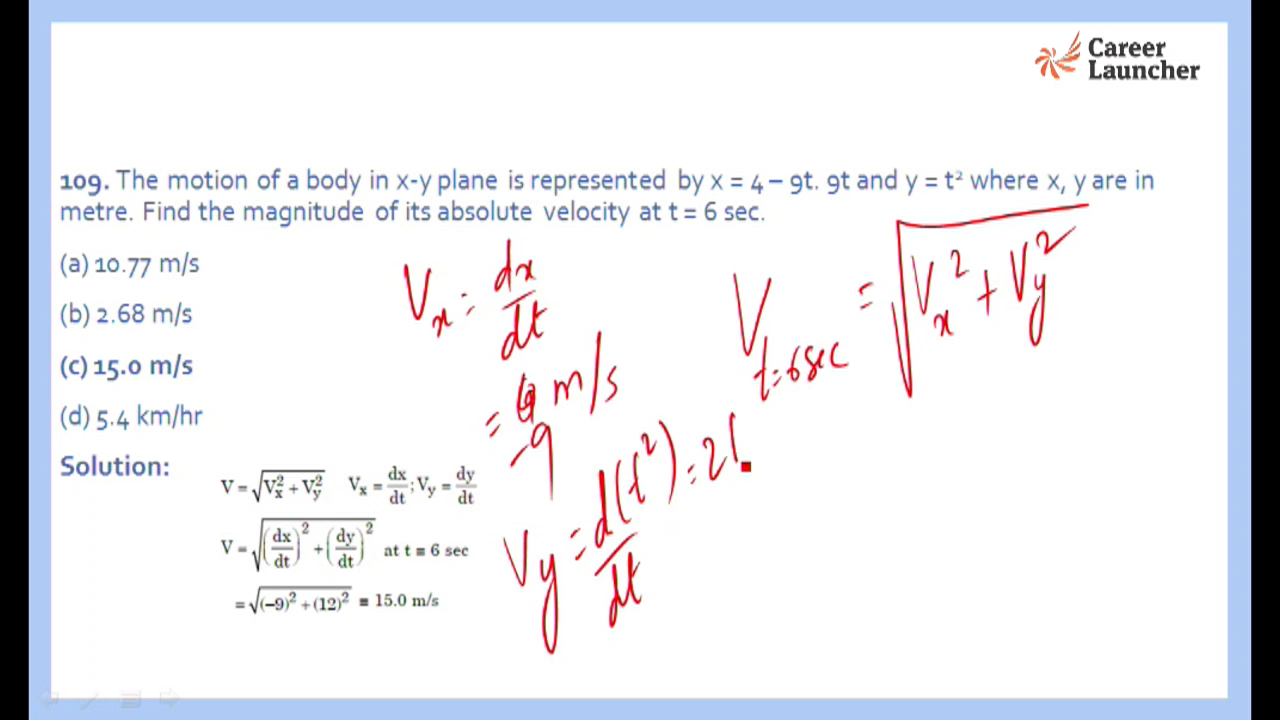 Career
Launcher
109. The motion of a body in x-y plane is represented by x = 4 – 9t. 9t and y = t² where x, y are in
metre. Find the magnitude of its absolute velocity at t = 6 sec.
(a) 10.77 m/s
(b) 2.68 m/s
(c) 15.0 m/s
(d) 5.4 km/hr
Solution:
V = √(Vx² + Vy²) Vx = dx/dt ; Vy = dy/dt
V = √((dx/dt)² + (dy/dt)²) at t = 6 sec
= √((–9)² + (12)²) = 15.0 m/s
Vx = dx/dt
= m/s
-9
Vy = d(t²)/dt = 2
V t=6sec = √(Vx² + Vy²)